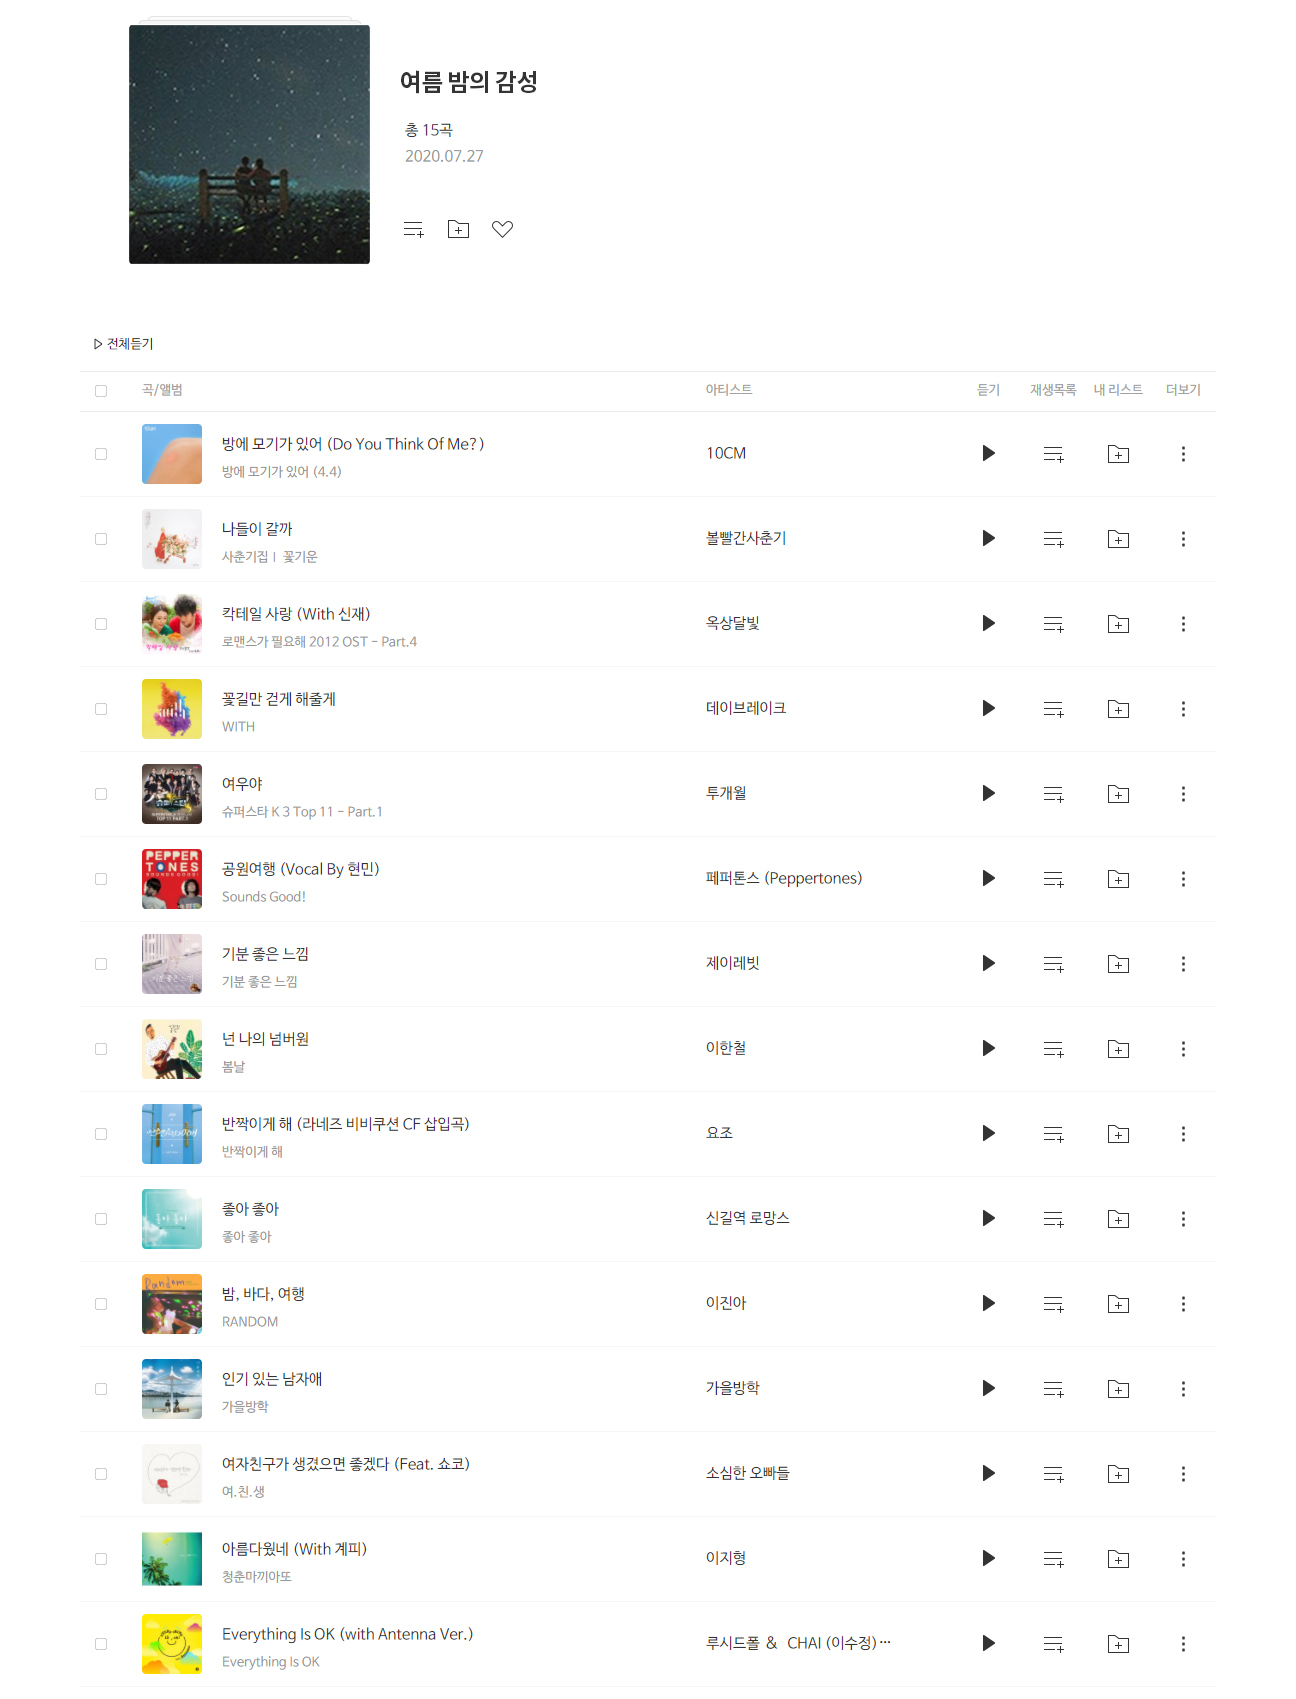 여름 밤의 감성
총 15곡
2020.07.27
전체듣기
곡/앨범 아티스트 듣기 재생목록 내 리스트 더보기
방에 모기가 있어 (Do You Think Of Me?)
방에 모기가 있어 (4.4)
10CM
나들이 갈까
사춘기집Ⅰ 꽃기운
볼빨간사춘기
칵테일 사랑 (With 신재)
로맨스가 필요해 2012 OST - Part.4
옥상달빛
꽃길만 걷게 해줄게
WITH
데이브레이크
여우야
슈퍼스타 K 3 Top 11 - Part.1
투개월
PEPPER
TONES
SOUNDS GOOD!
공원여행 (Vocal By 현민)
Sounds Good!
페퍼톤스 (Peppertones)
기분 좋은 느낌
기분 좋은 느낌
제이레빗
넌 나의 넘버원
봄날
이한철
반짝이게 해 (라네즈 비비쿠션 CF 삽입곡)
반짝이게 해
요조
좋아 좋아
좋아 좋아
신길역 로망스
Random
밤, 바다, 여행
RANDOM
이진아
인기 있는 남자애
가을방학
가을방학
여자친구가 생겼으면 좋겠다 (Feat. 쇼코)
여.친.생
소심한 오빠들
아름다웠네 (With 계피)
청춘마끼아또
이지형
Everything Is OK (with Antenna Ver.)
Everything Is OK
루시드폴 & CHAI (이수정) …